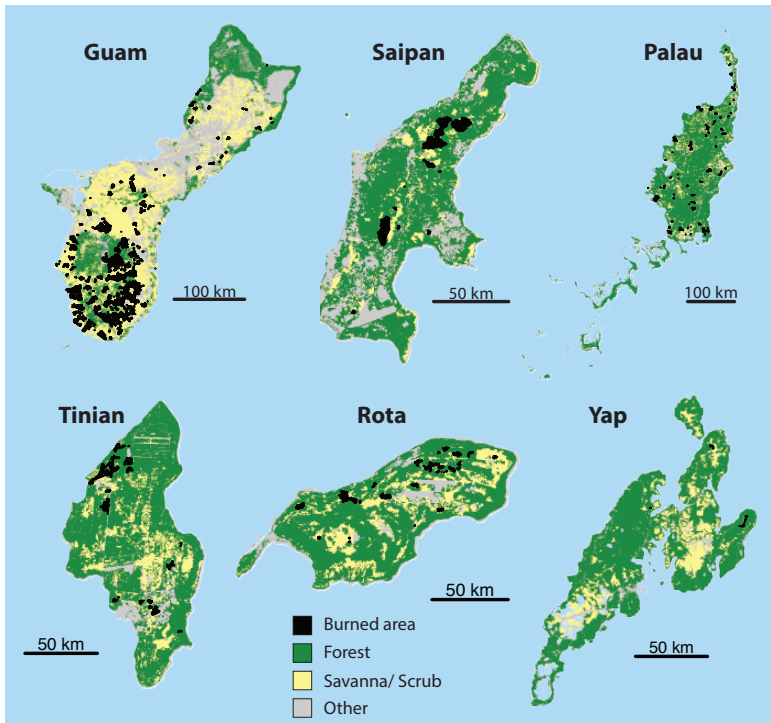 Guam
Saipan
Palau
100 km
50 km
100 km
Tinian
Rota
Yap
50 km
50 km
50 km
Burned area
Forest
Savanna/ Scrub
Other